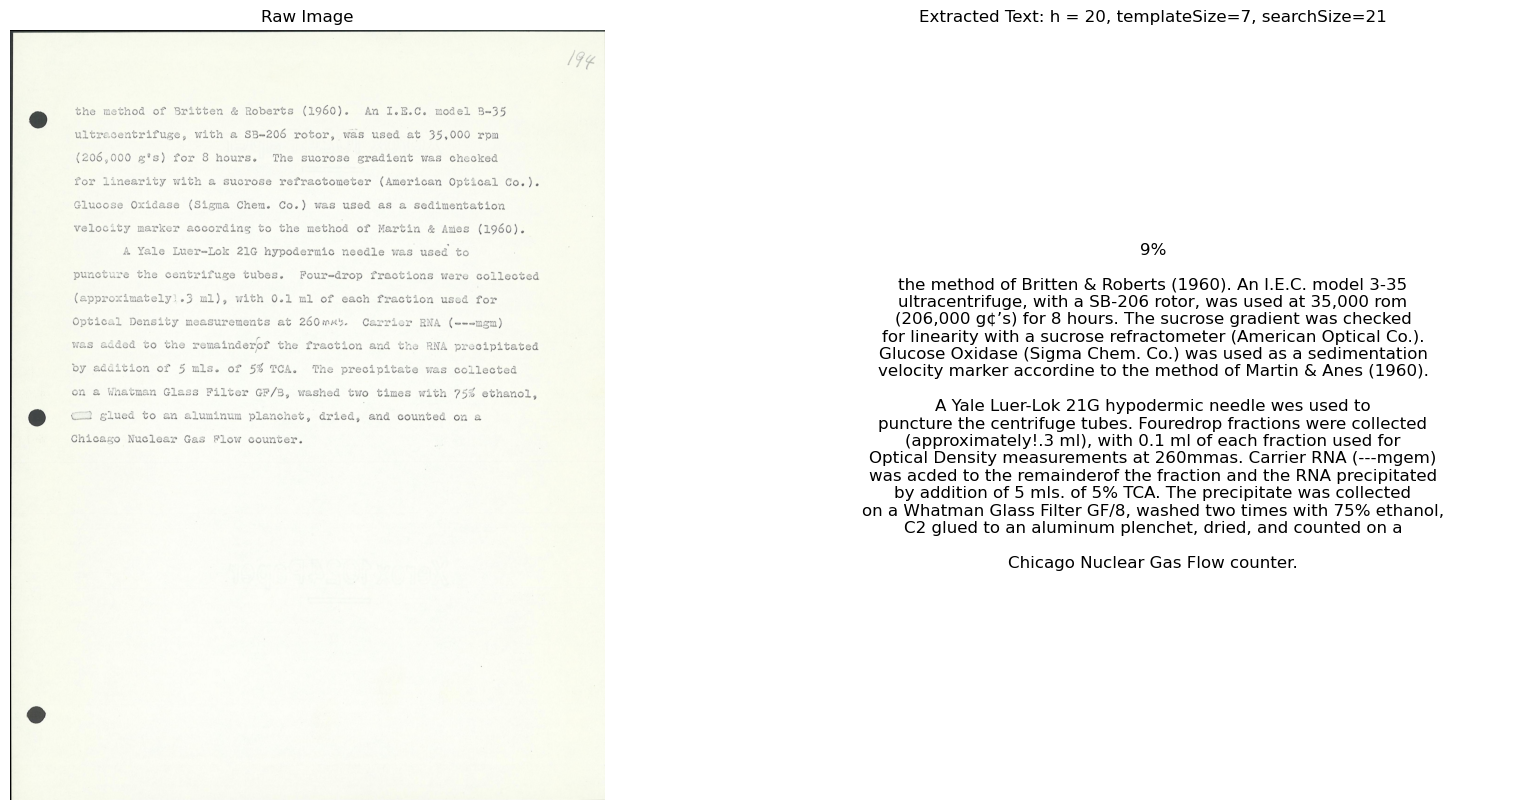 Raw Image
194
the method of Britten & Roberts (1960).  An I.E.C. model B-35
ultracentrifuge, with a SB-206 rotor, was used at 35,000 rpm
(206,000 g's) for 8 hours.  The sucrose gradient was checked
for linearity with a sucrose refractometer (American Optical Co.).
Glucose Oxidase (Sigma Chem. Co.) was used as a sedimentation
velocity marker according to the method of Martin & Ames (1960).
A Yale Luer-Lok 21G hypodermic needle was used to
puncture the centrifuge tubes.  Four-drop fractions were collected
(approximately .3 ml), with 0.1 ml of each fraction used for
Optical Density measurements at 260  Carrier RNA (---mgm)
was added to the remainder of the fraction and the RNA precipitated
by addition of 5 mls. of 5% TCA.  The precipitate was collected
on a Whatman Glass Filter GF/B, washed two times with 75% ethanol,
glued to an aluminum planchet, dried, and counted on a
Chicago Nuclear Gas Flow counter.
Extracted Text: h = 20, templateSize=7, searchSize=21
9%
the method of Britten & Roberts (1960). An I.E.C. model 3-35
ultracentrifuge, with a SB-206 rotor, was used at 35,000 rom
(206,000 g¢’s) for 8 hours. The sucrose gradient was checked
for linearity with a sucrose refractometer (American Optical Co.).
Glucose Oxidase (Sigma Chem. Co.) was used as a sedimentation
velocity marker accordine to the method of Martin & Anes (1960).
A Yale Luer-Lok 21G hypodermic needle wes used to
puncture the centrifuge tubes. Fouredrop fractions were collected
(approximately!.3 ml), with 0.1 ml of each fraction used for
Optical Density measurements at 260mmas. Carrier RNA (---mgem)
was acded to the remainderof the fraction and the RNA precipitated
by addition of 5 mls. of 5% TCA. The precipitate was collected
on a Whatman Glass Filter GF/8, washed two times with 75% ethanol,
C2 glued to an aluminum plenchet, dried, and counted on a
Chicago Nuclear Gas Flow counter.